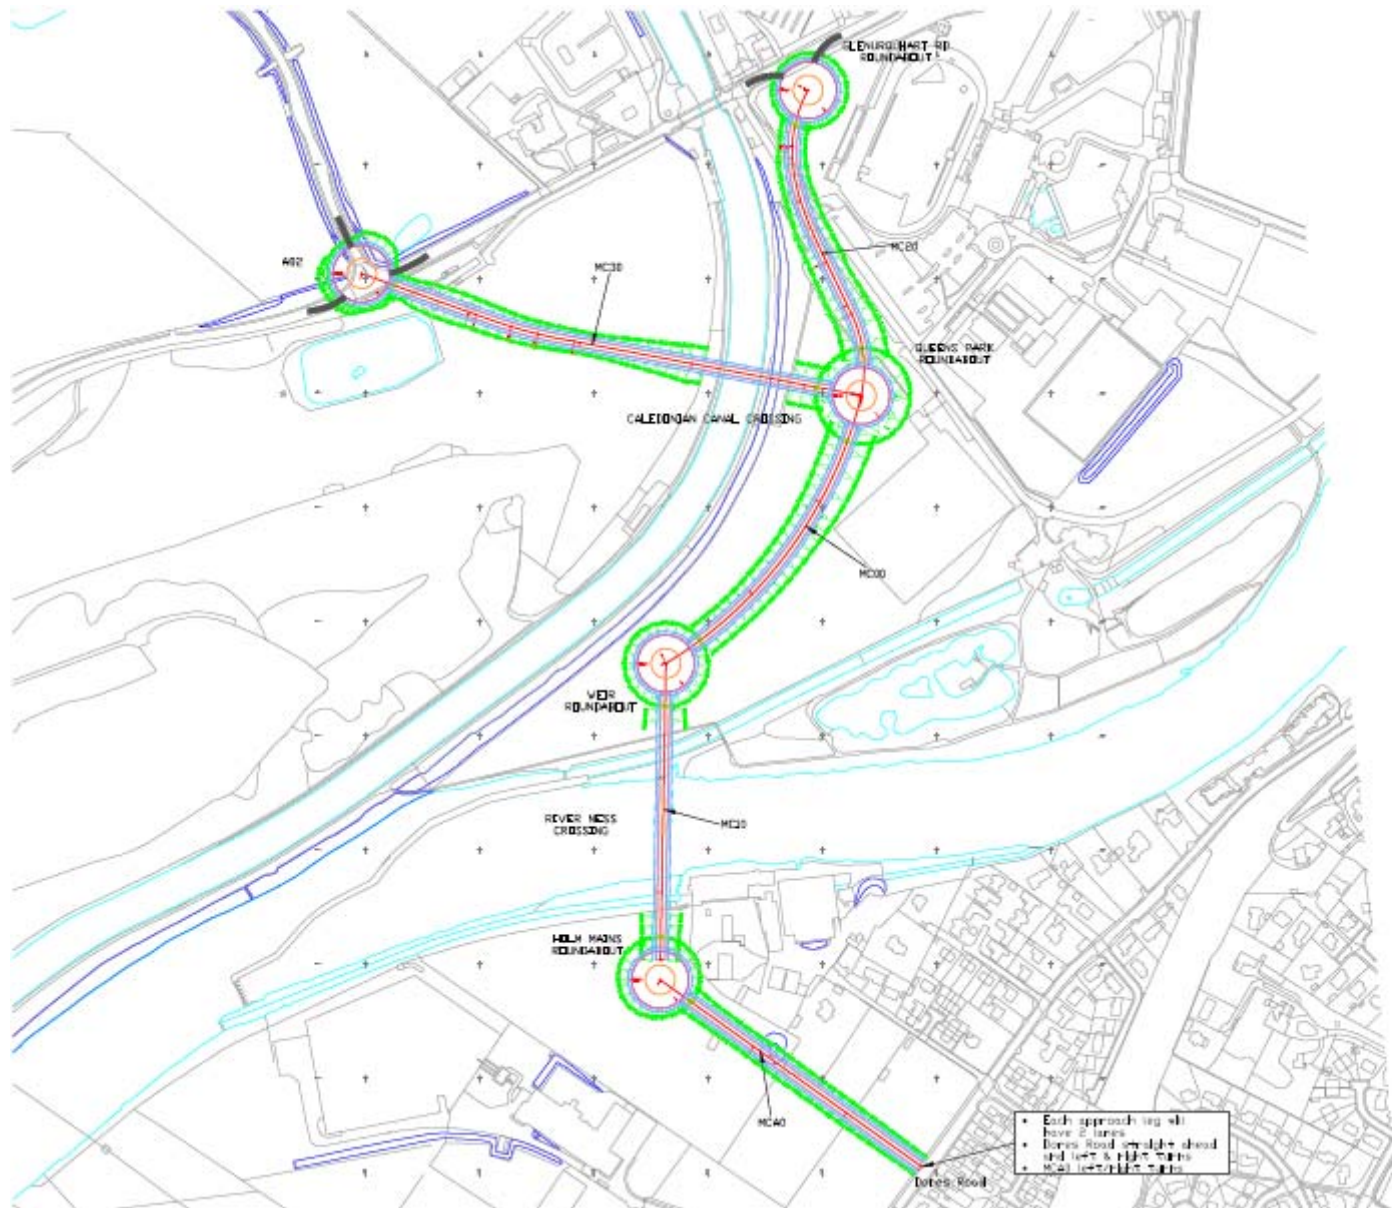 GLENURQUHART RD
ROUNDABOUT
A82
MC30
MC20
QUEENS PARK
ROUNDABOUT
CALEDONIAN CANAL CROSSING
MC00
WEIR
ROUNDABOUT
RIVER NESS
CROSSING
MC10
HOLM MAINS
ROUNDABOUT
MCA0
• Each approach leg will
have 2 lanes
• Dores Road straight ahead
and left & right turns
• MCA0 left/right turns
Dores Road